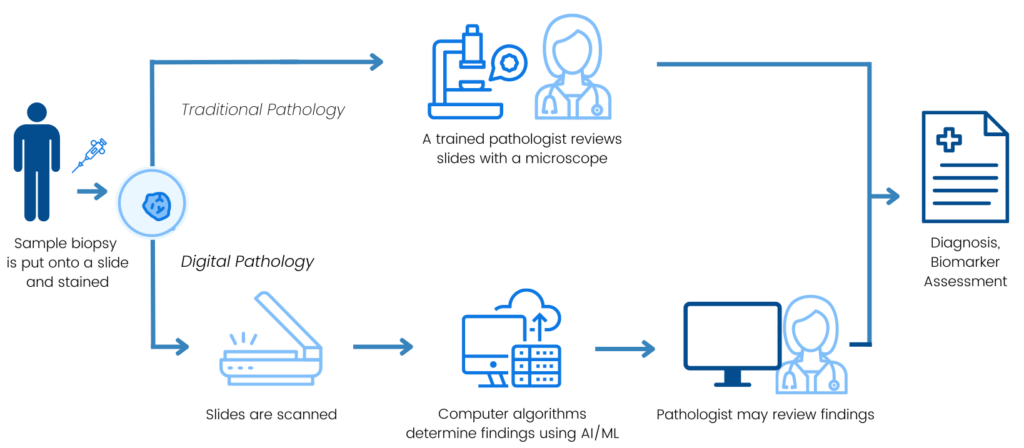 Traditional Pathology
A trained pathologist reviews
slides with a microscope
Sample biopsy
is put onto a slide
and stained
Digital Pathology
Diagnosis,
Biomarker
Assessment
Slides are scanned
Computer algorithms
determine findings using AI/ML
Pathologist may review findings